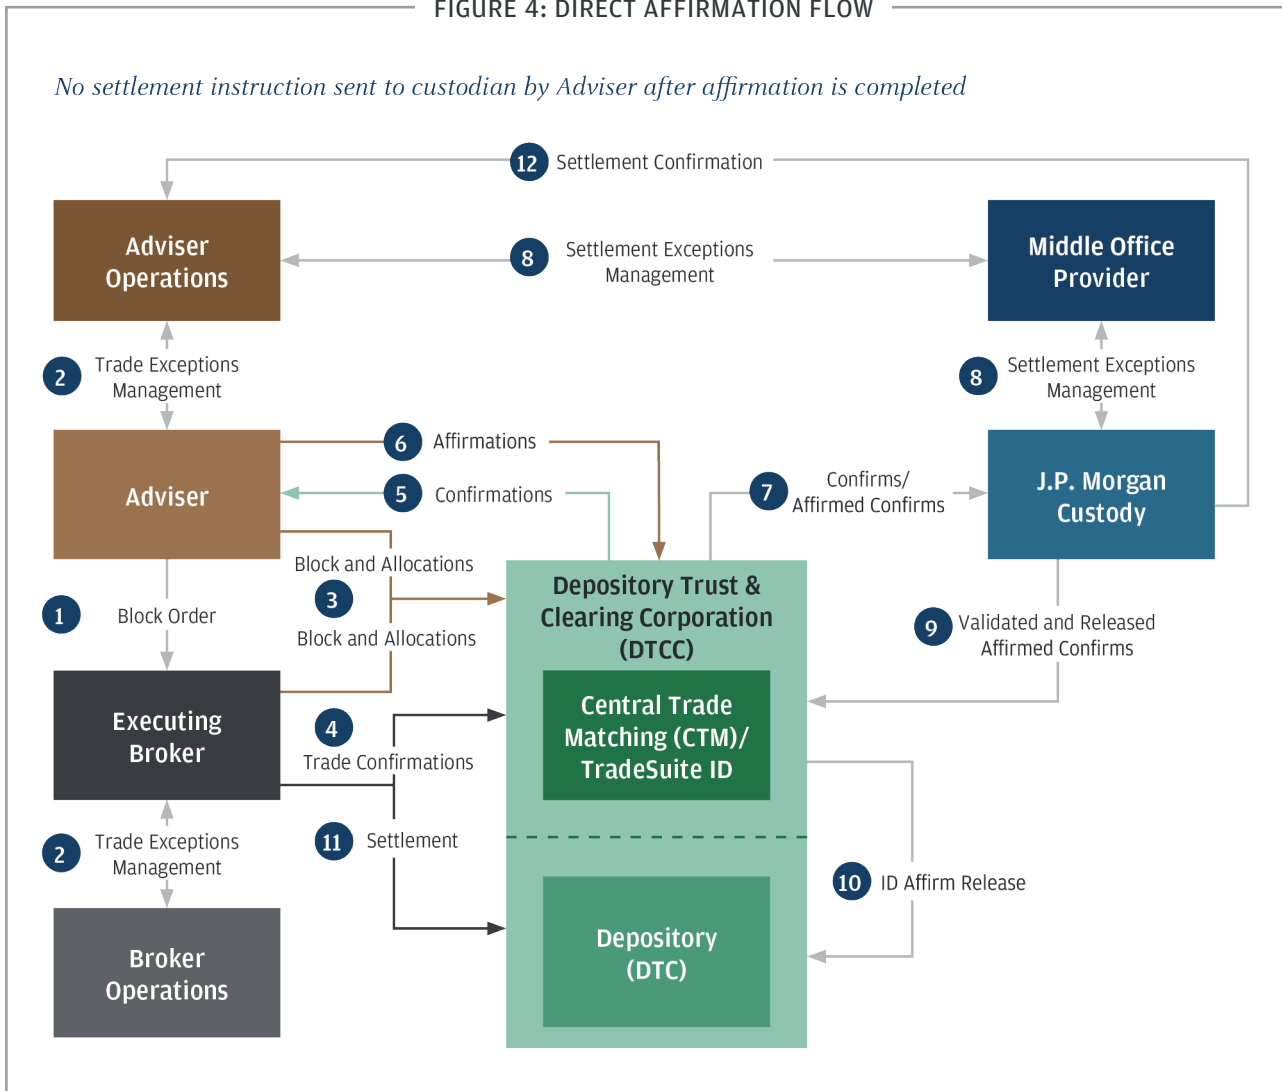 FIGURE 4: DIRECT AFFIRMATION FLOW
No settlement instruction sent to custodian by Adviser after affirmation is completed
12 Settlement Confirmation
Adviser
Operations
8 Settlement Exceptions
Management
Middle Office
Provider
2 Trade Exceptions
Management
8 Settlement Exceptions
Management
Adviser
6 Affirmations
5 Confirmations
7 Confirms/
Affirmed Confirms
J.P. Morgan
Custody
Block and Allocations
3
Block and Allocations
1 Block Order
Depository Trust &
Clearing Corporation
(DTCC)
9 Validated and Released
Affirmed Confirms
Executing
Broker
4
Trade Confirmations
Central Trade
Matching (CTM)/
TradeSuite ID
2 Trade Exceptions
Management
11 Settlement
10 ID Affirm Release
Broker
Operations
Depository
(DTC)